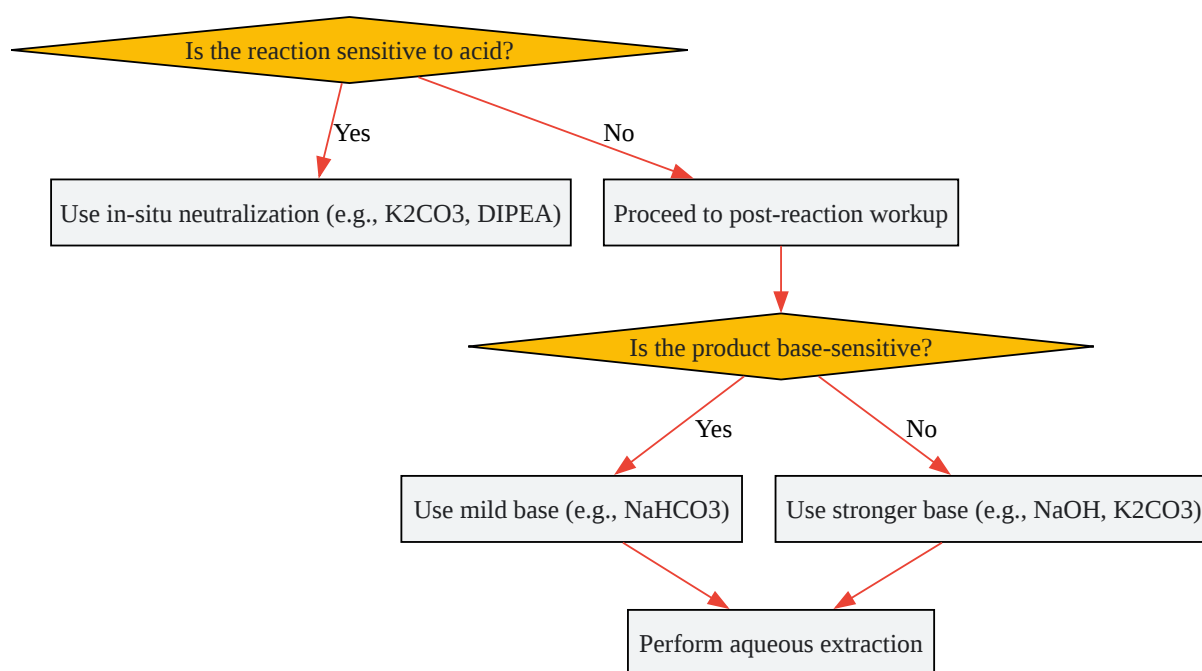 Is the reaction sensitive to acid?
Yes
No
Use in-situ neutralization (e.g., K2CO3, DIPEA)
Proceed to post-reaction workup
Is the product base-sensitive?
Yes
No
Use mild base (e.g., NaHCO3)
Use stronger base (e.g., NaOH, K2CO3)
Perform aqueous extraction